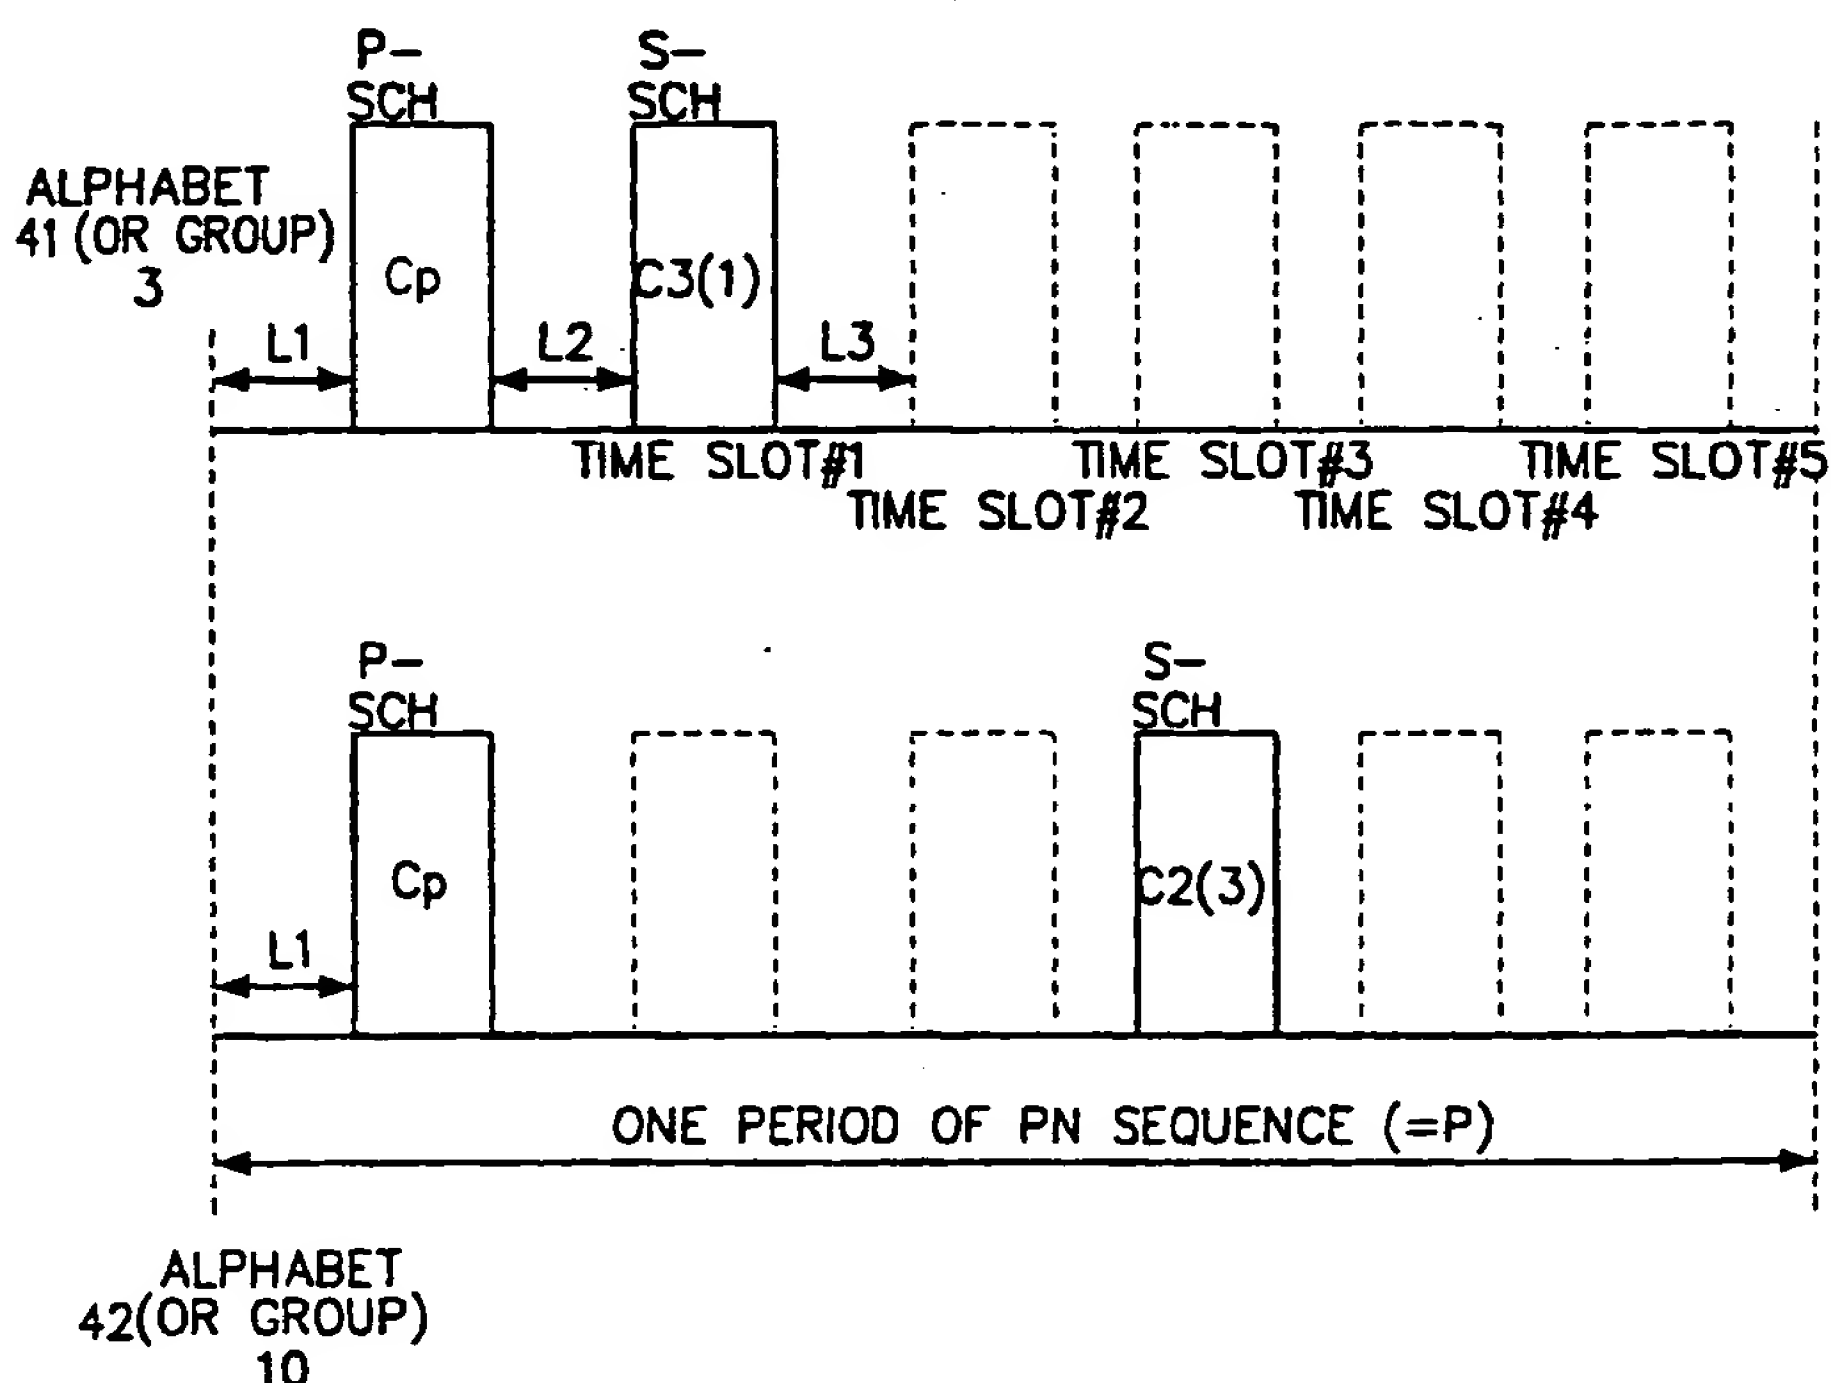 P-
SCH
S-
SCH
ALPHABET
41 (OR GROUP)
3
Cp
C3(1)
L1
L2
L3
TIME SLOT#1
TIME SLOT#3
TIME SLOT#5
TIME SLOT#2
TIME SLOT#4
P-
SCH
S-
SCH
Cp
C2(3)
L1
ONE PERIOD OF PN SEQUENCE (=P)
ALPHABET
42(OR GROUP)
10